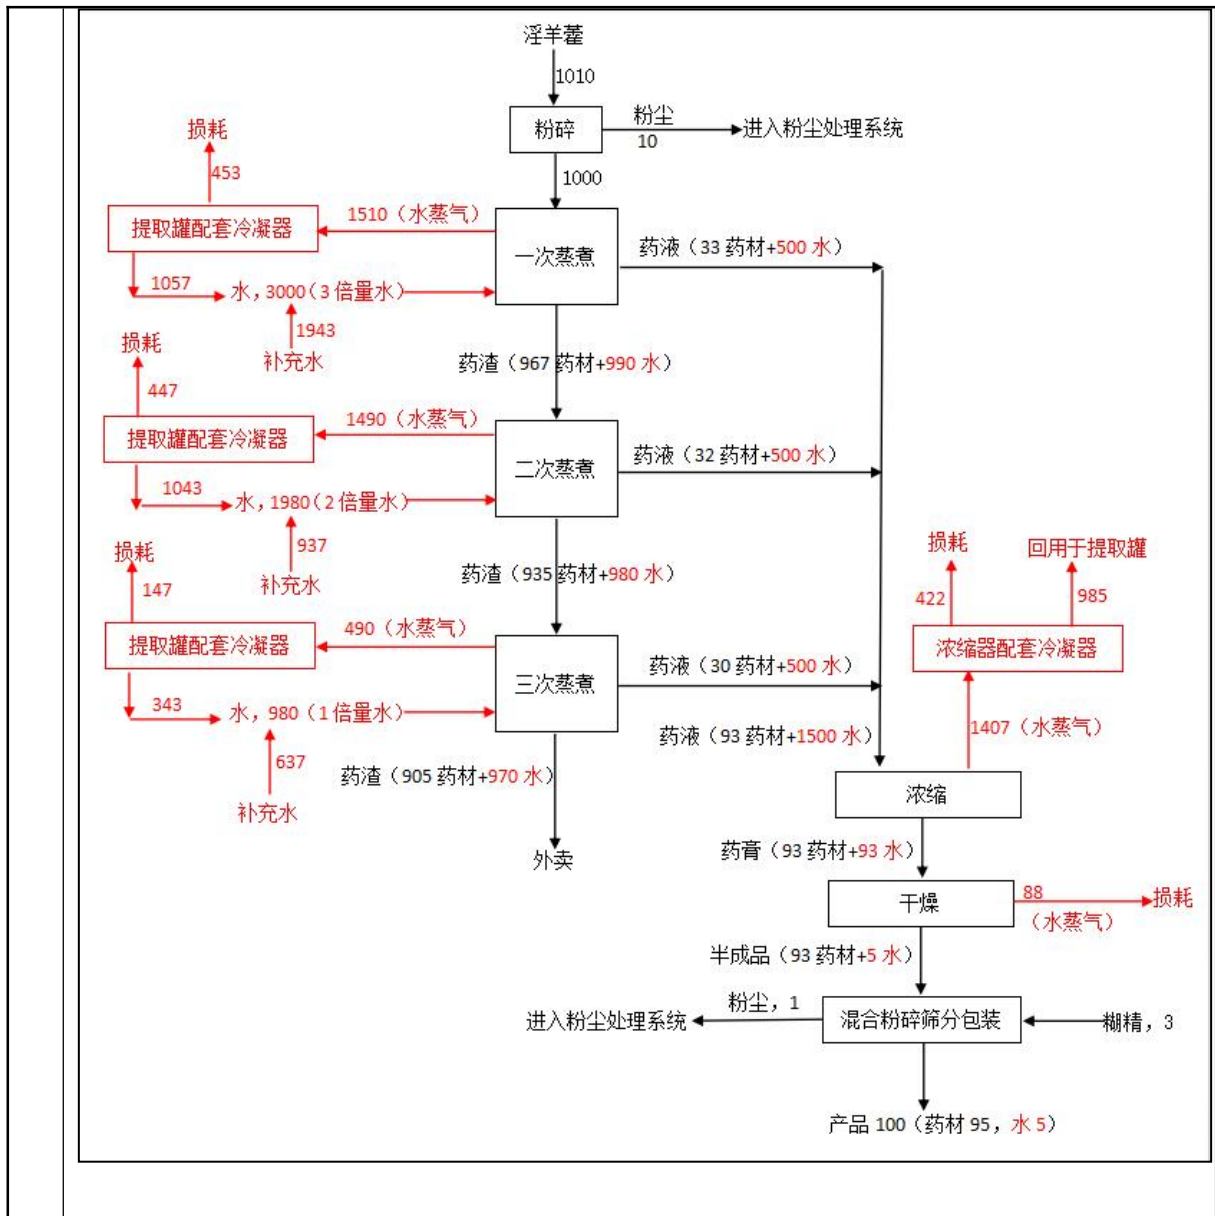 淫羊藿
1010
粉碎
粉尘
10
进入粉尘处理系统
1000
损耗
453
提取罐配套冷凝器
1510（水蒸气）
一次蒸煮
药液（33 药材+500 水）
1057
水，3000（3 倍量水）
1943
补充水
药渣（967 药材+990 水）
损耗
447
提取罐配套冷凝器
1490（水蒸气）
二次蒸煮
药液（32 药材+500 水）
1043
水，1980（2 倍量水）
937
补充水
药渣（935 药材+980 水）
损耗
147
提取罐配套冷凝器
490（水蒸气）
三次蒸煮
药液（30 药材+500 水）
343
水，980（1 倍量水）
637
补充水
药渣（905 药材+970 水）
外卖
药液（93 药材+1500 水）
损耗
422
回用于提取罐
985
浓缩器配套冷凝器
1407（水蒸气）
浓缩
药膏（93 药材+93 水）
干燥
88
（水蒸气）
损耗
半成品（93 药材+5 水）
粉尘，1
进入粉尘处理系统
混合粉碎筛分包装
糊精，3
产品 100（药材 95，水 5）